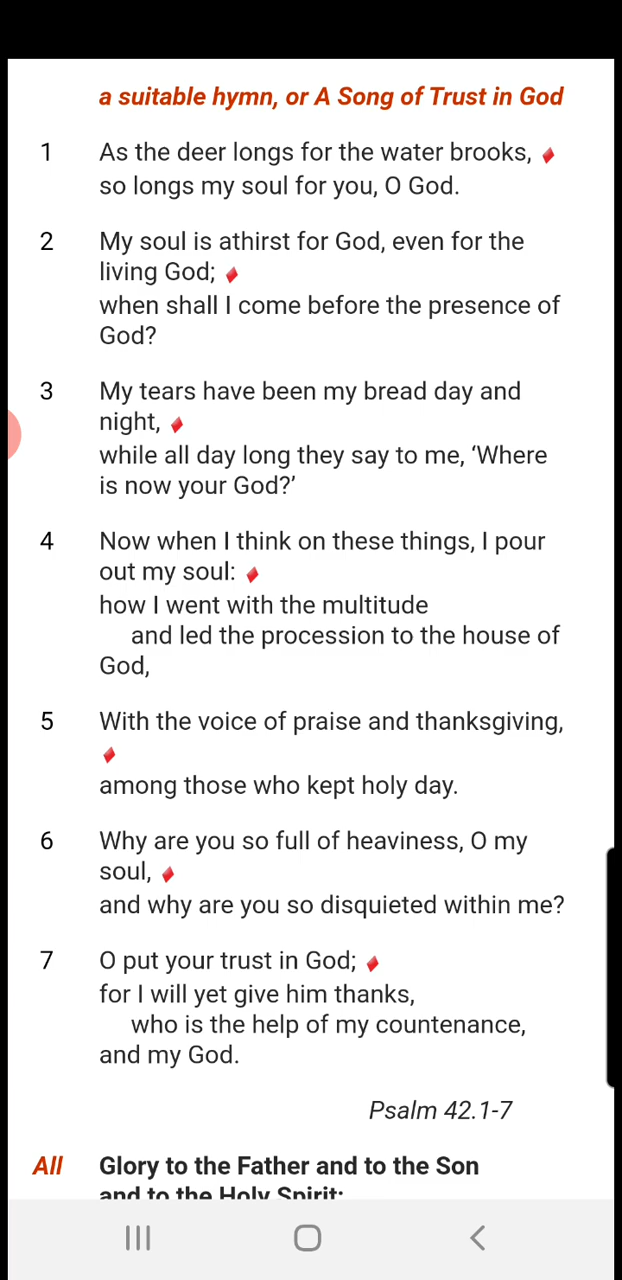 a suitable hymn, or A Song of Trust in God
1 As the deer longs for the water brooks, ♦
so longs my soul for you, O God.
2 My soul is athirst for God, even for the
living God; ♦
when shall I come before the presence of
God?
3 My tears have been my bread day and
night, ♦
while all day long they say to me, ‘Where
is now your God?’
4 Now when I think on these things, I pour
out my soul: ♦
how I went with the multitude
and led the procession to the house of
God,
5 With the voice of praise and thanksgiving,
♦
among those who kept holy day.
6 Why are you so full of heaviness, O my
soul, ♦
and why are you so disquieted within me?
7 O put your trust in God; ♦
for I will yet give him thanks,
who is the help of my countenance,
and my God.
Psalm 42.1-7
All Glory to the Father and to the Son
and to the Holy Spirit: